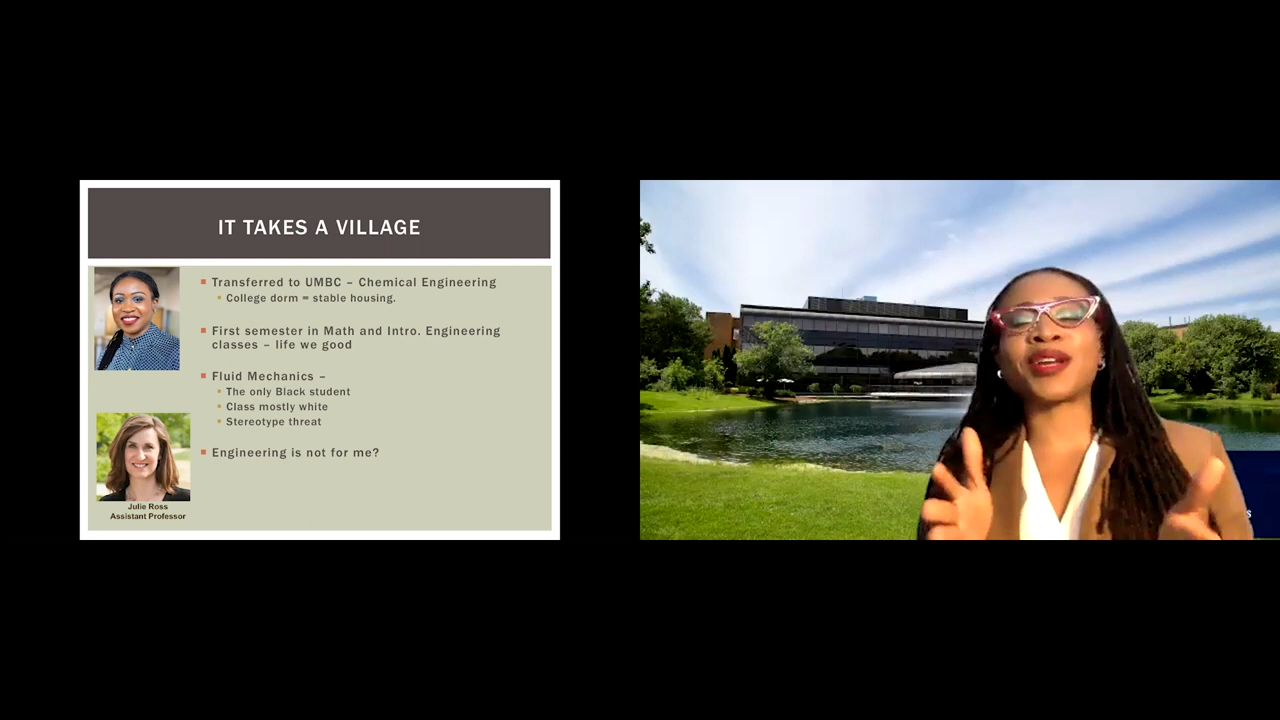 IT TAKES A VILLAGE
Transferred to UMBC – Chemical Engineering
College dorm = stable housing.
First semester in Math and Intro. Engineering
classes – life we good
Fluid Mechanics –
The only Black student
Class mostly white
Stereotype threat
Engineering is not for me?
Julie Ross
Assistant Professor
s